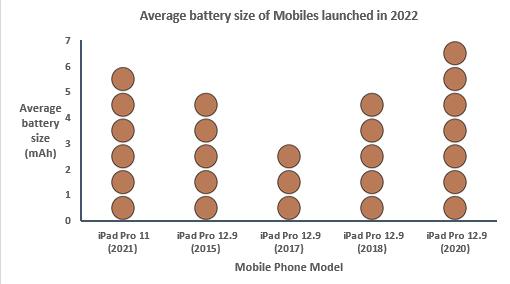 Average battery size of Mobiles launched in 2022
7
6
5
4
3
2
1
0
Average
battery
size
(mAh)
iPad Pro 11
(2021)
iPad Pro 12.9
(2015)
iPad Pro 12.9
(2017)
iPad Pro 12.9
(2018)
iPad Pro 12.9
(2020)
Mobile Phone Model